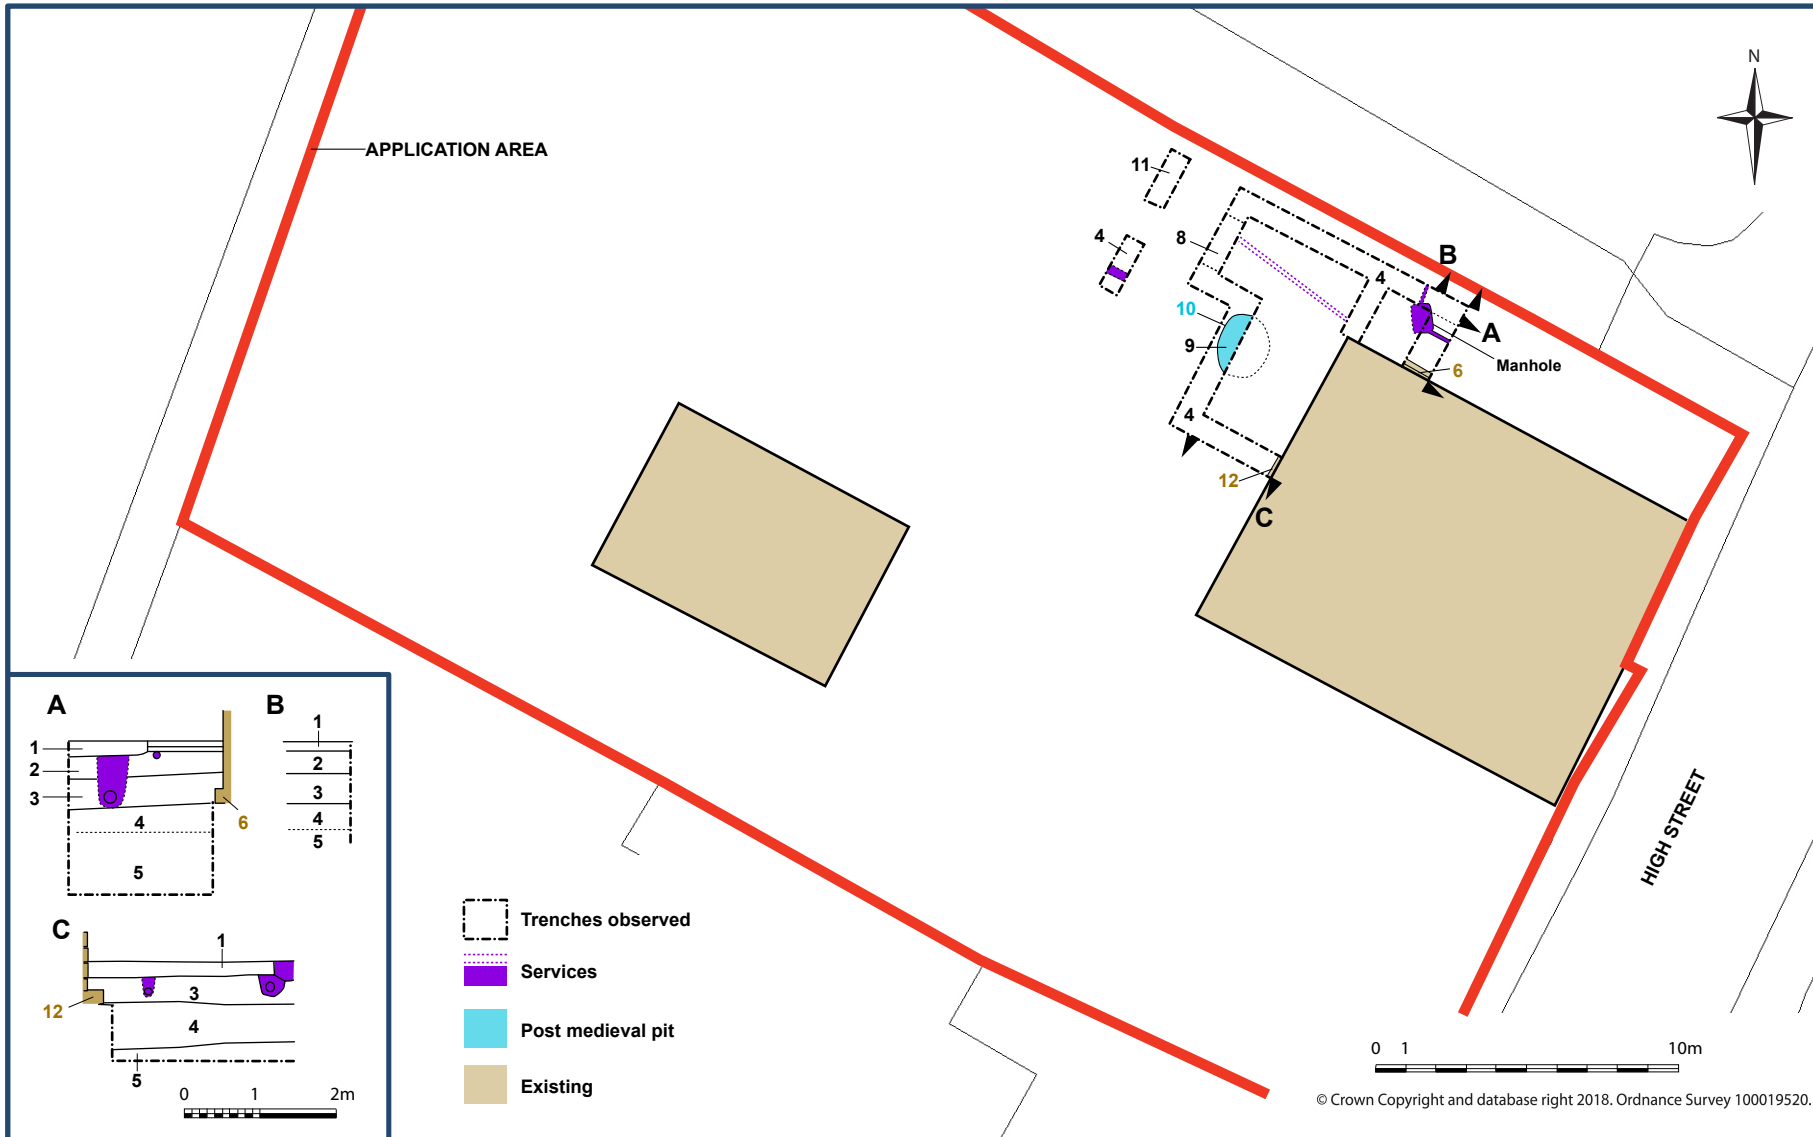 N
APPLICATION AREA
11
4
8
B
4
10
A
9
Manhole
6
4
12
C
HIGH STREET
A
B
1
1
2
2
3
3
4
4
5
6
5
C
1
3
12
4
5
0 1 2m
Trenches observed
Services
Post medieval pit
Existing
0 1 10m
© Crown Copyright and database right 2018. Ordnance Survey 100019520.